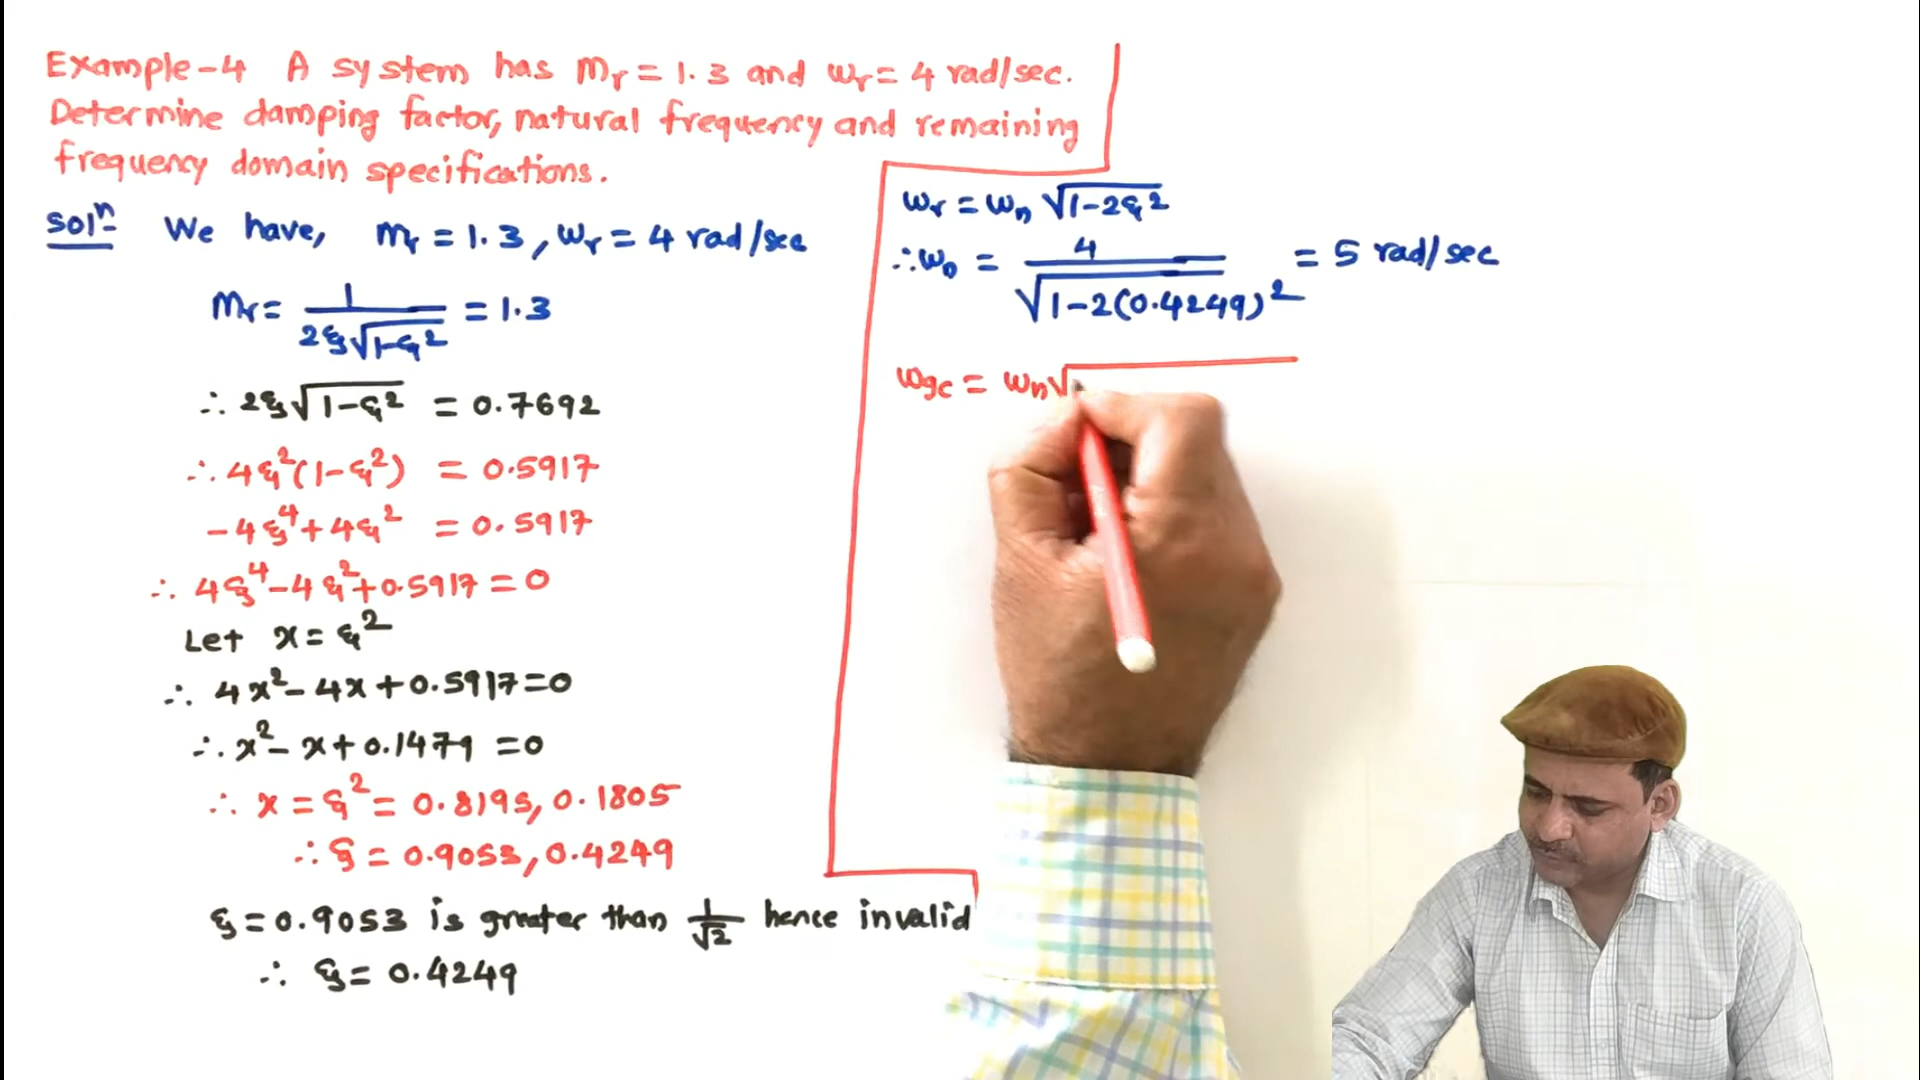 Example-4 A system has Mr = 1.3 and ωr = 4 rad/sec.
Determine damping factor, natural frequency and remaining
frequency domain specifications.
Solⁿ We have, Mr = 1.3, ωr = 4 rad/sec
Mr = 1 / (2ξ√(1-ξ²)) = 1.3
∴ 2ξ√(1-ξ²) = 0.7692
∴ 4ξ²(1-ξ²) = 0.5917
-4ξ⁴ + 4ξ² = 0.5917
∴ 4ξ⁴ - 4ξ² + 0.5917 = 0
Let x = ξ²
∴ 4x² - 4x + 0.5917 = 0
∴ x² - x + 0.1479 = 0
∴ x = ξ² = 0.8195, 0.1805
∴ ξ = 0.9053, 0.4249
ξ = 0.9053 is greater than 1/√2 hence invalid
∴ ξ = 0.4249
ωr = ωn √(1-2ξ²)
∴ ωn = 4 / √(1-2(0.4249)²) = 5 rad/sec
ωgc = ωn√